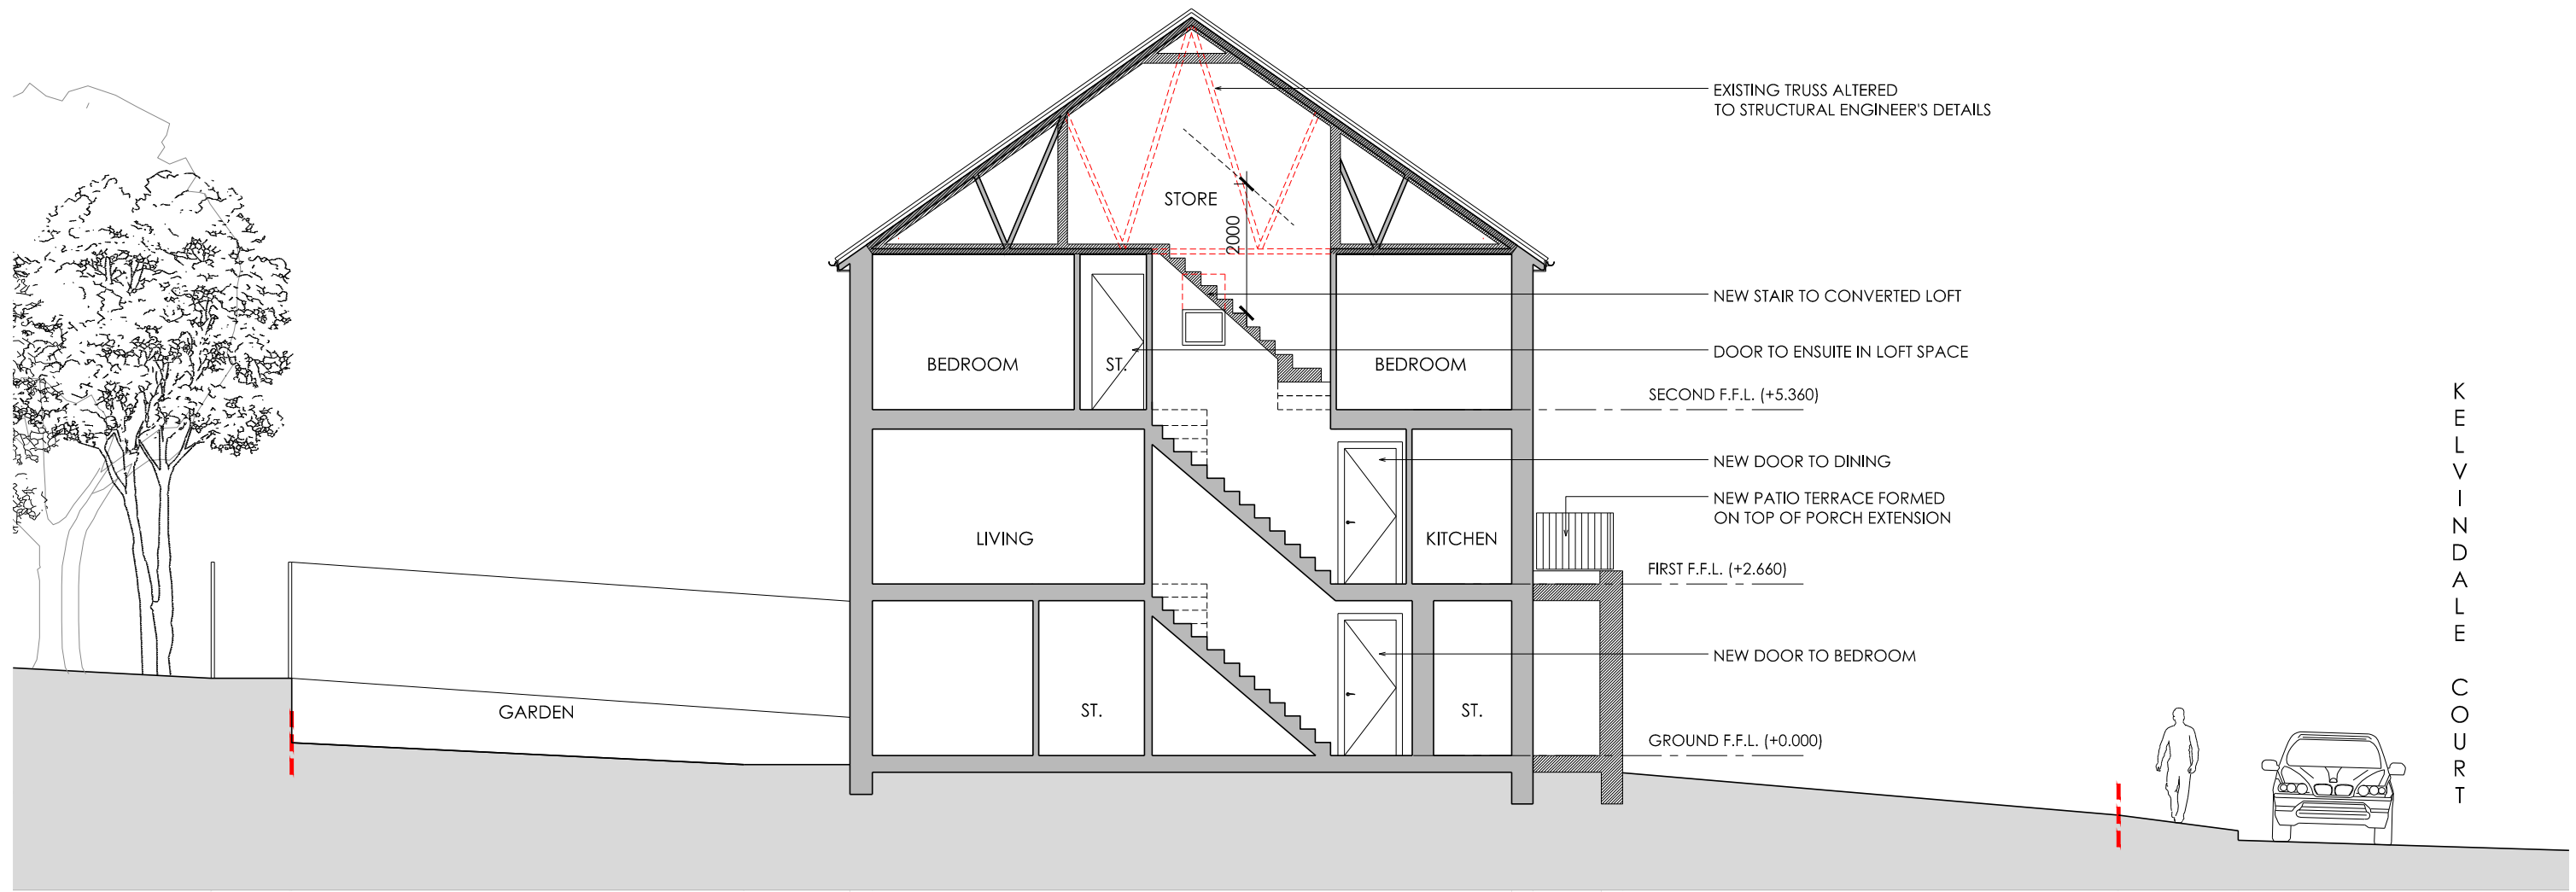 EXISTING TRUSS ALTERED
TO STRUCTURAL ENGINEER'S DETAILS
STORE
2000
NEW STAIR TO CONVERTED LOFT
DOOR TO ENSUITE IN LOFT SPACE
BEDROOM
ST.
BEDROOM
SECOND F.F.L. (+5.360)
NEW DOOR TO DINING
NEW PATIO TERRACE FORMED
ON TOP OF PORCH EXTENSION
LIVING
KITCHEN
FIRST F.F.L. (+2.660)
NEW DOOR TO BEDROOM
GARDEN
ST.
ST.
GROUND F.F.L. (+0.000)
KELVINDALE COURT